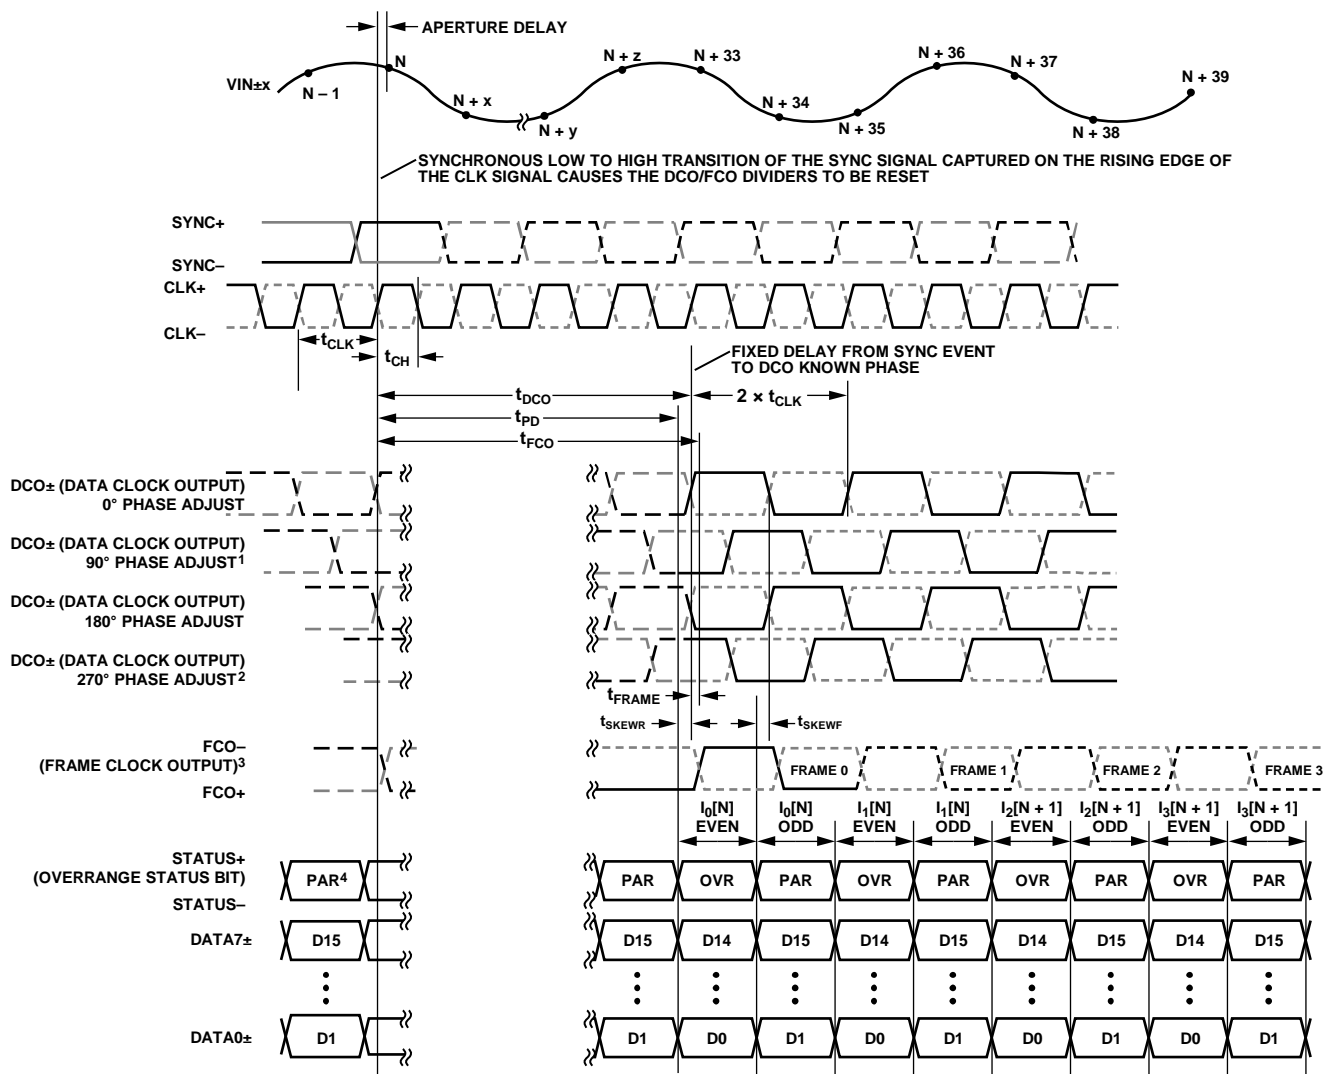 APERTURE DELAY
VIN±x
N – 1
N
N + x
N + y
N + z
N + 33
N + 34
N + 35
N + 36
N + 37
N + 38
N + 39
SYNCHRONOUS LOW TO HIGH TRANSITION OF THE SYNC SIGNAL CAPTURED ON THE RISING EDGE OF
THE CLK SIGNAL CAUSES THE DCO/FCO DIVIDERS TO BE RESET
SYNC+
SYNC–
CLK+
CLK–
tCLK
tCH
FIXED DELAY FROM SYNC EVENT
TO DCO KNOWN PHASE
tDCO
2 × tCLK
tPD
tFCO
DCO± (DATA CLOCK OUTPUT)
0° PHASE ADJUST
DCO± (DATA CLOCK OUTPUT)
90° PHASE ADJUST1
DCO± (DATA CLOCK OUTPUT)
180° PHASE ADJUST
DCO± (DATA CLOCK OUTPUT)
270° PHASE ADJUST2
tFRAME
tSKEWR
tSKEWF
FCO–
(FRAME CLOCK OUTPUT)3
FCO+
FRAME 0
FRAME 1
FRAME 2
FRAME 3
I0[N] I0[N] I1[N] I1[N] I2[N + 1] I2[N + 1] I3[N + 1] I3[N + 1]
EVEN ODD EVEN ODD EVEN ODD EVEN ODD
STATUS+
(OVERRANGE STATUS BIT)
STATUS–
PAR4 PAR OVR PAR OVR PAR OVR PAR OVR PAR
DATA7± D15 D15 D14 D15 D14 D15 D14 D15 D14 D15
DATA0± D1 D1 D0 D1 D0 D1 D0 D1 D0 D1